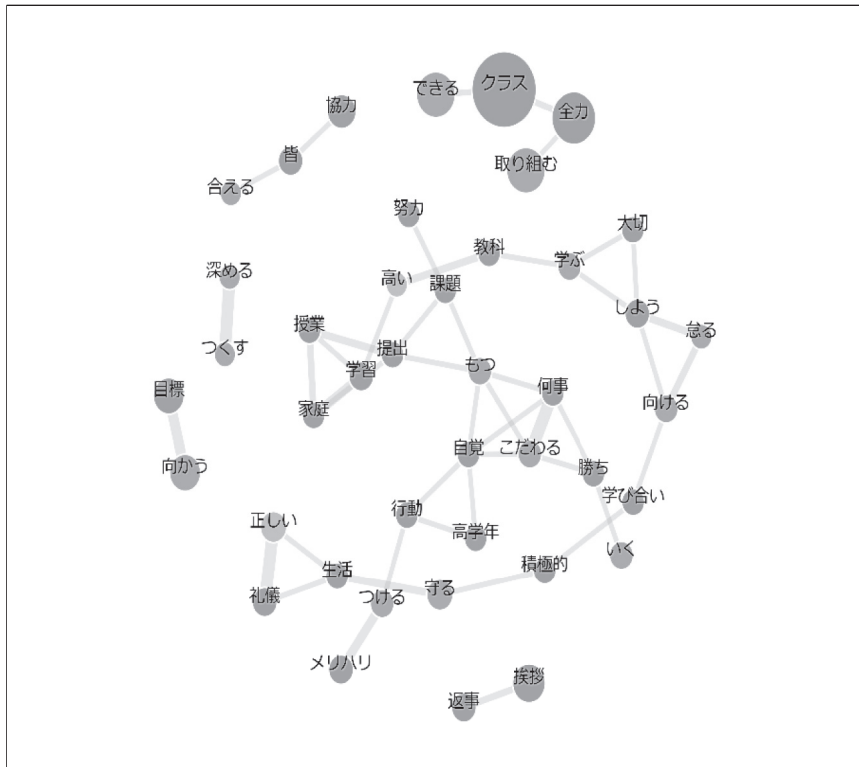 できる
クラス
全力
取り組む
協力
皆
合える
努力
大切
教科
学ぶ
深める
高い
課題
しよう
授業
怠る
つくす
提出
学習
もつ
目標
何事
向ける
家庭
自覚
こだわる
向かう
勝ち
学び合い
行動
正しい
高学年
いく
積極的
生活
礼儀
つける
守る
メリハリ
挨拶
返事